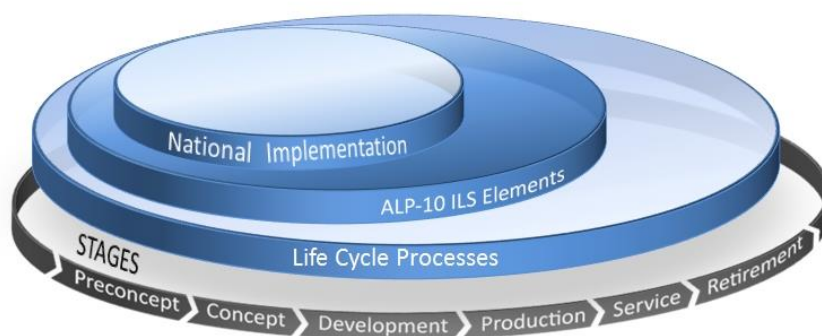 National Implementation
ALP-10 ILS Elements
Life Cycle Processes
STAGES
Preconcept
Concept
Development
Production
Service
Retirement